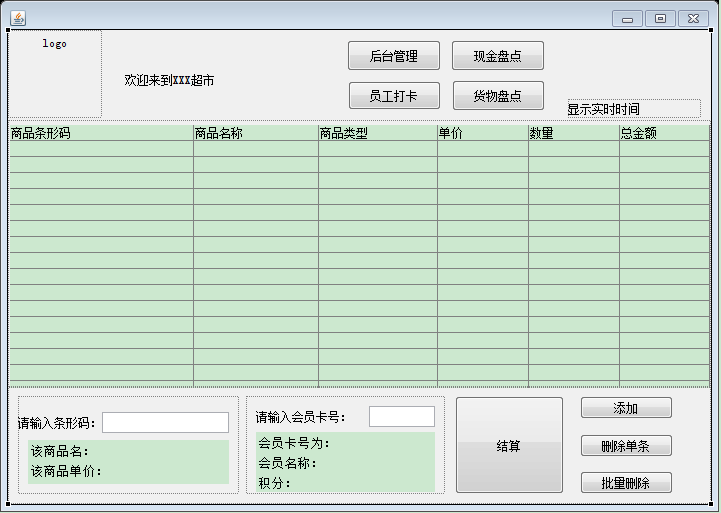 logo
欢迎来到XXX超市
后台管理 现金盘点
员工打卡 货物盘点
显示实时时间
商品条形码 商品名称 商品类型 单价 数量 总金额
请输入条形码：
该商品名：
该商品单价：
请输入会员卡号：
会员卡号为：
会员名称：
积分：
结算
添加
删除单条
批量删除